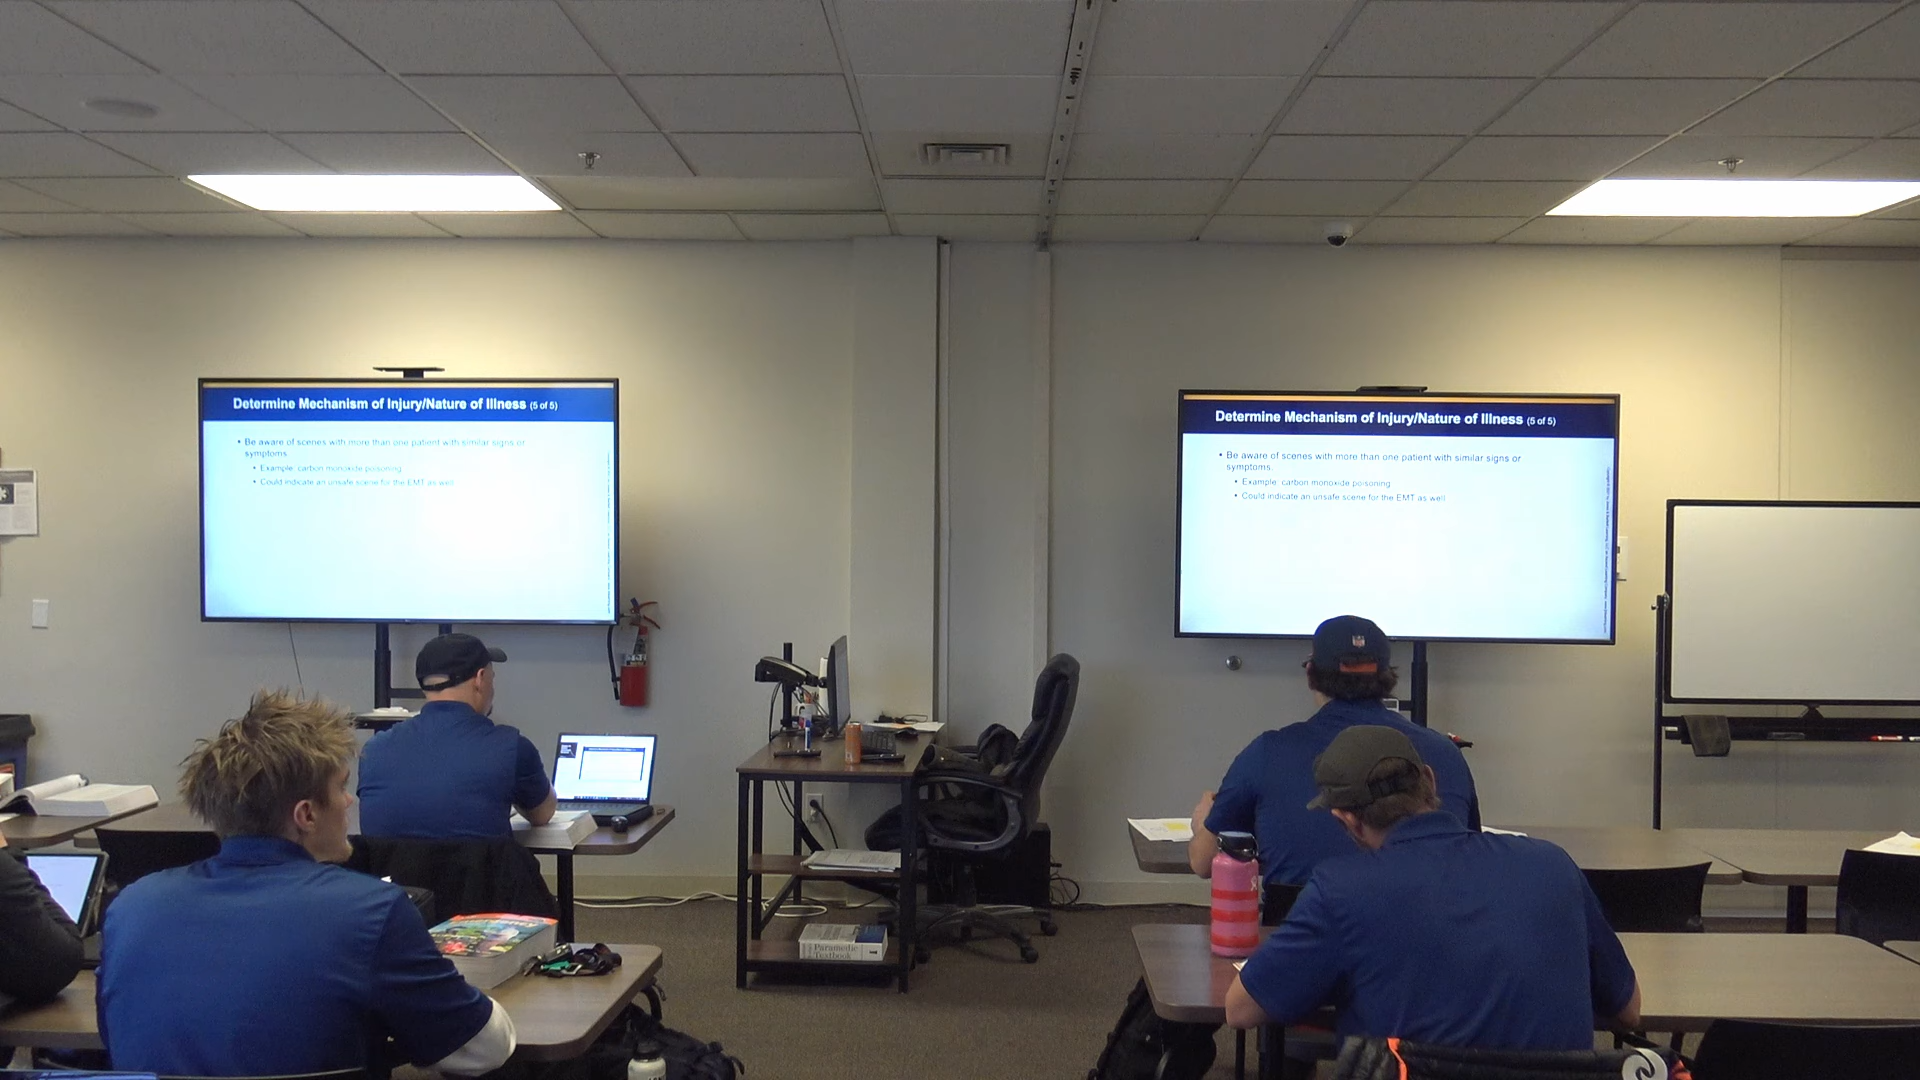 Determine Mechanism of Injury/Nature of Illness (5 of 5)
• Be aware of scenes with more than one patient with similar signs or
symptoms.
• Example: carbon monoxide poisoning
• Could indicate an unsafe scene for the EMT as well
Determine Mechanism of Injury/Nature of Illness (5 of 5)
• Be aware of scenes with more than one patient with similar signs or
symptoms.
• Example: carbon monoxide poisoning
• Could indicate an unsafe scene for the EMT as well
Paramedic
Textbook